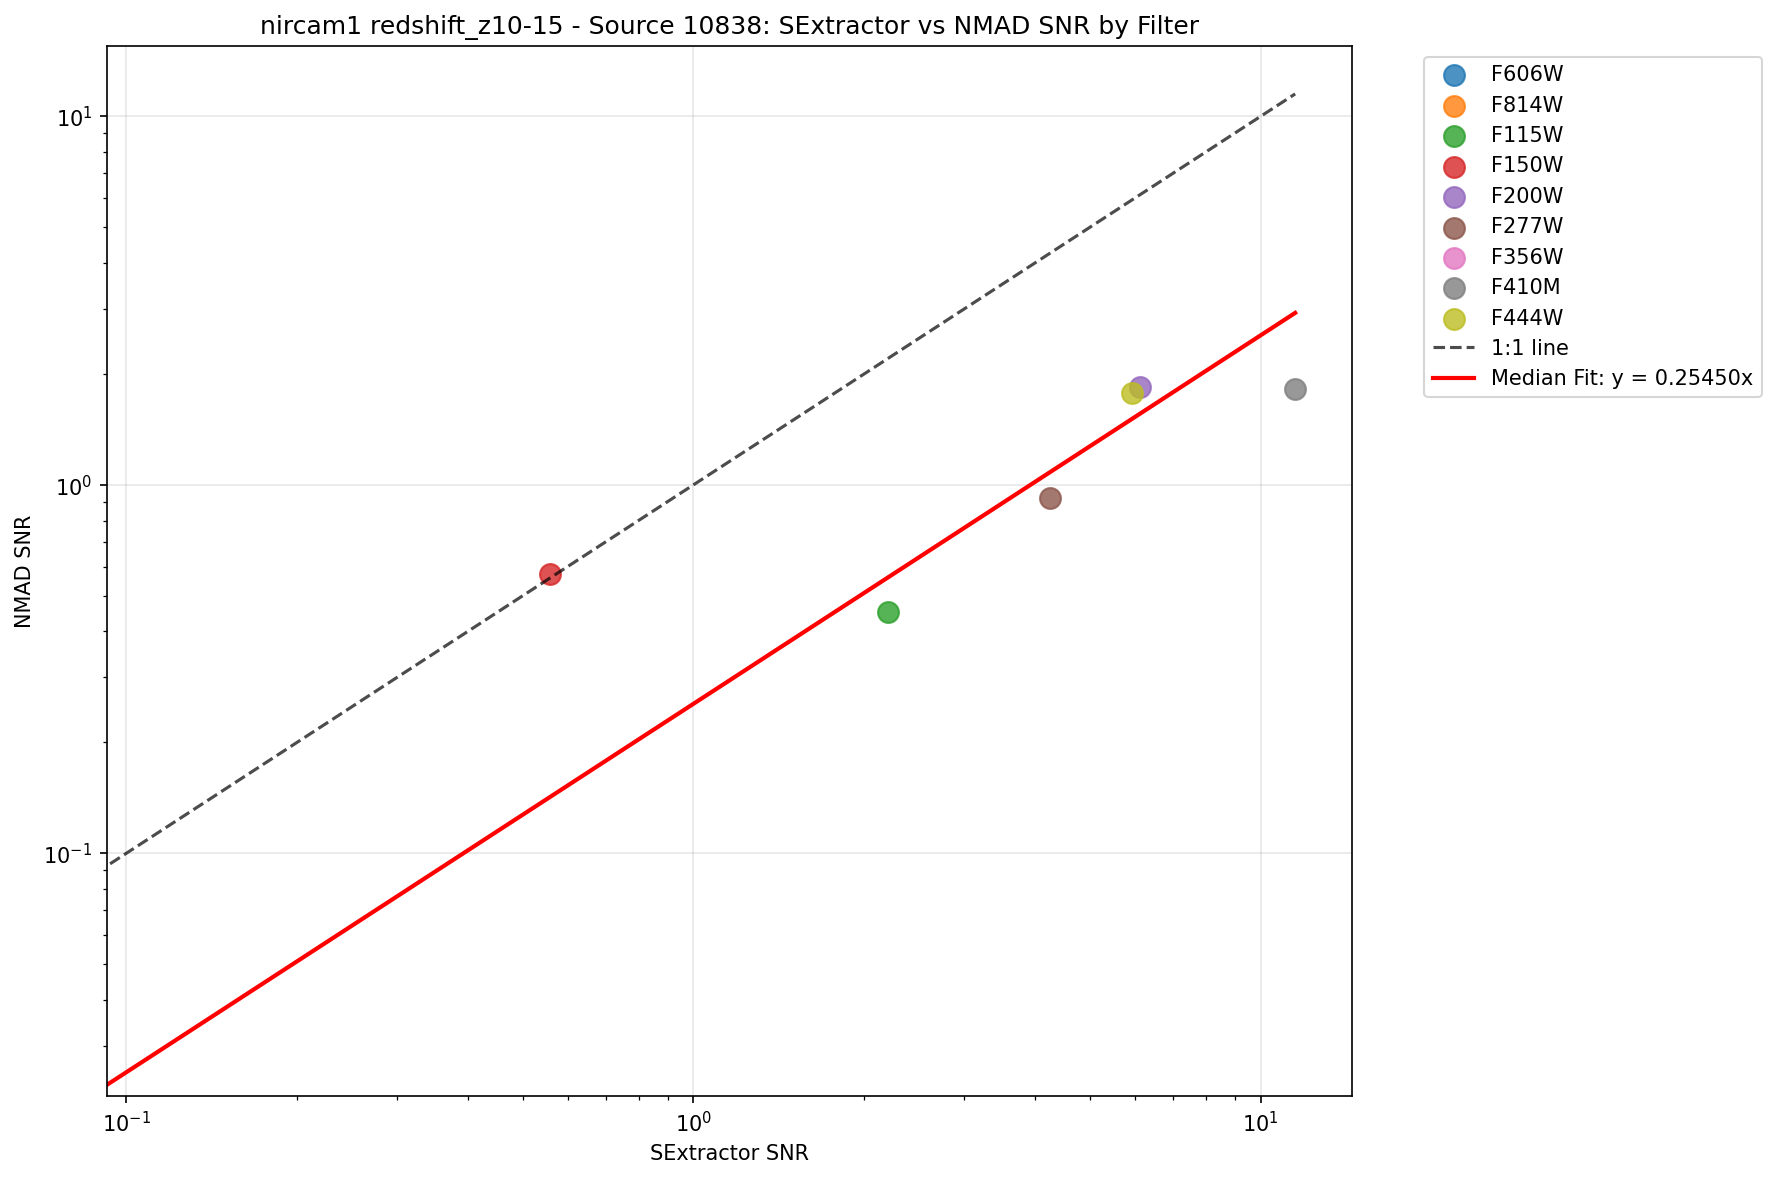 nircam1 redshift_z10-15 - Source 10838: SExtractor vs NMAD SNR by Filter
F606W
F814W
F115W
F150W
F200W
F277W
F356W
F410M
F444W
1:1 line
Median Fit: y = 0.25450x
NMAD SNR
10¹
10⁰
10⁻¹
10⁻¹
10⁰
10¹
SExtractor SNR